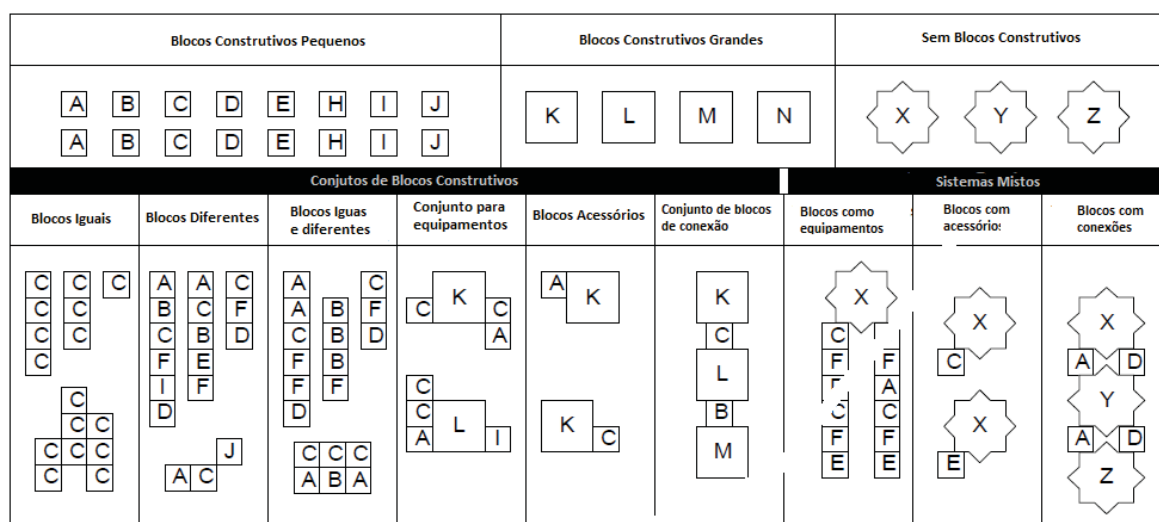 Blocos Construtivos Pequenos
Blocos Construtivos Grandes
Sem Blocos Construtivos
A B C D E H I J
A B C D E H I J
K L M N
X Y Z
Conjutos de Blocos Construtivos
Sistemas Mistos
Blocos Iguais
Blocos Diferentes
Blocos Iguas
e diferentes
Conjunto para
equipamentos
Blocos Acessórios
Conjunto de blocos
de conexão
Blocos como
equipamentos
Blocos com
acessórios
Blocos com
conexões
C C C
C C
C C
C
C
C C
C C C
C C
A A C
B C F
C B D
F E
I F
D
J
A C
A C
A B F
C B D
F B
F F
D
C C C
A B A
K
C C
A
C
C L
A I
A K
K
C
K
C
L
B
M
X
C
F F
A
C
F F
E E
X
C
X
E
X
A D
Y
A D
Z